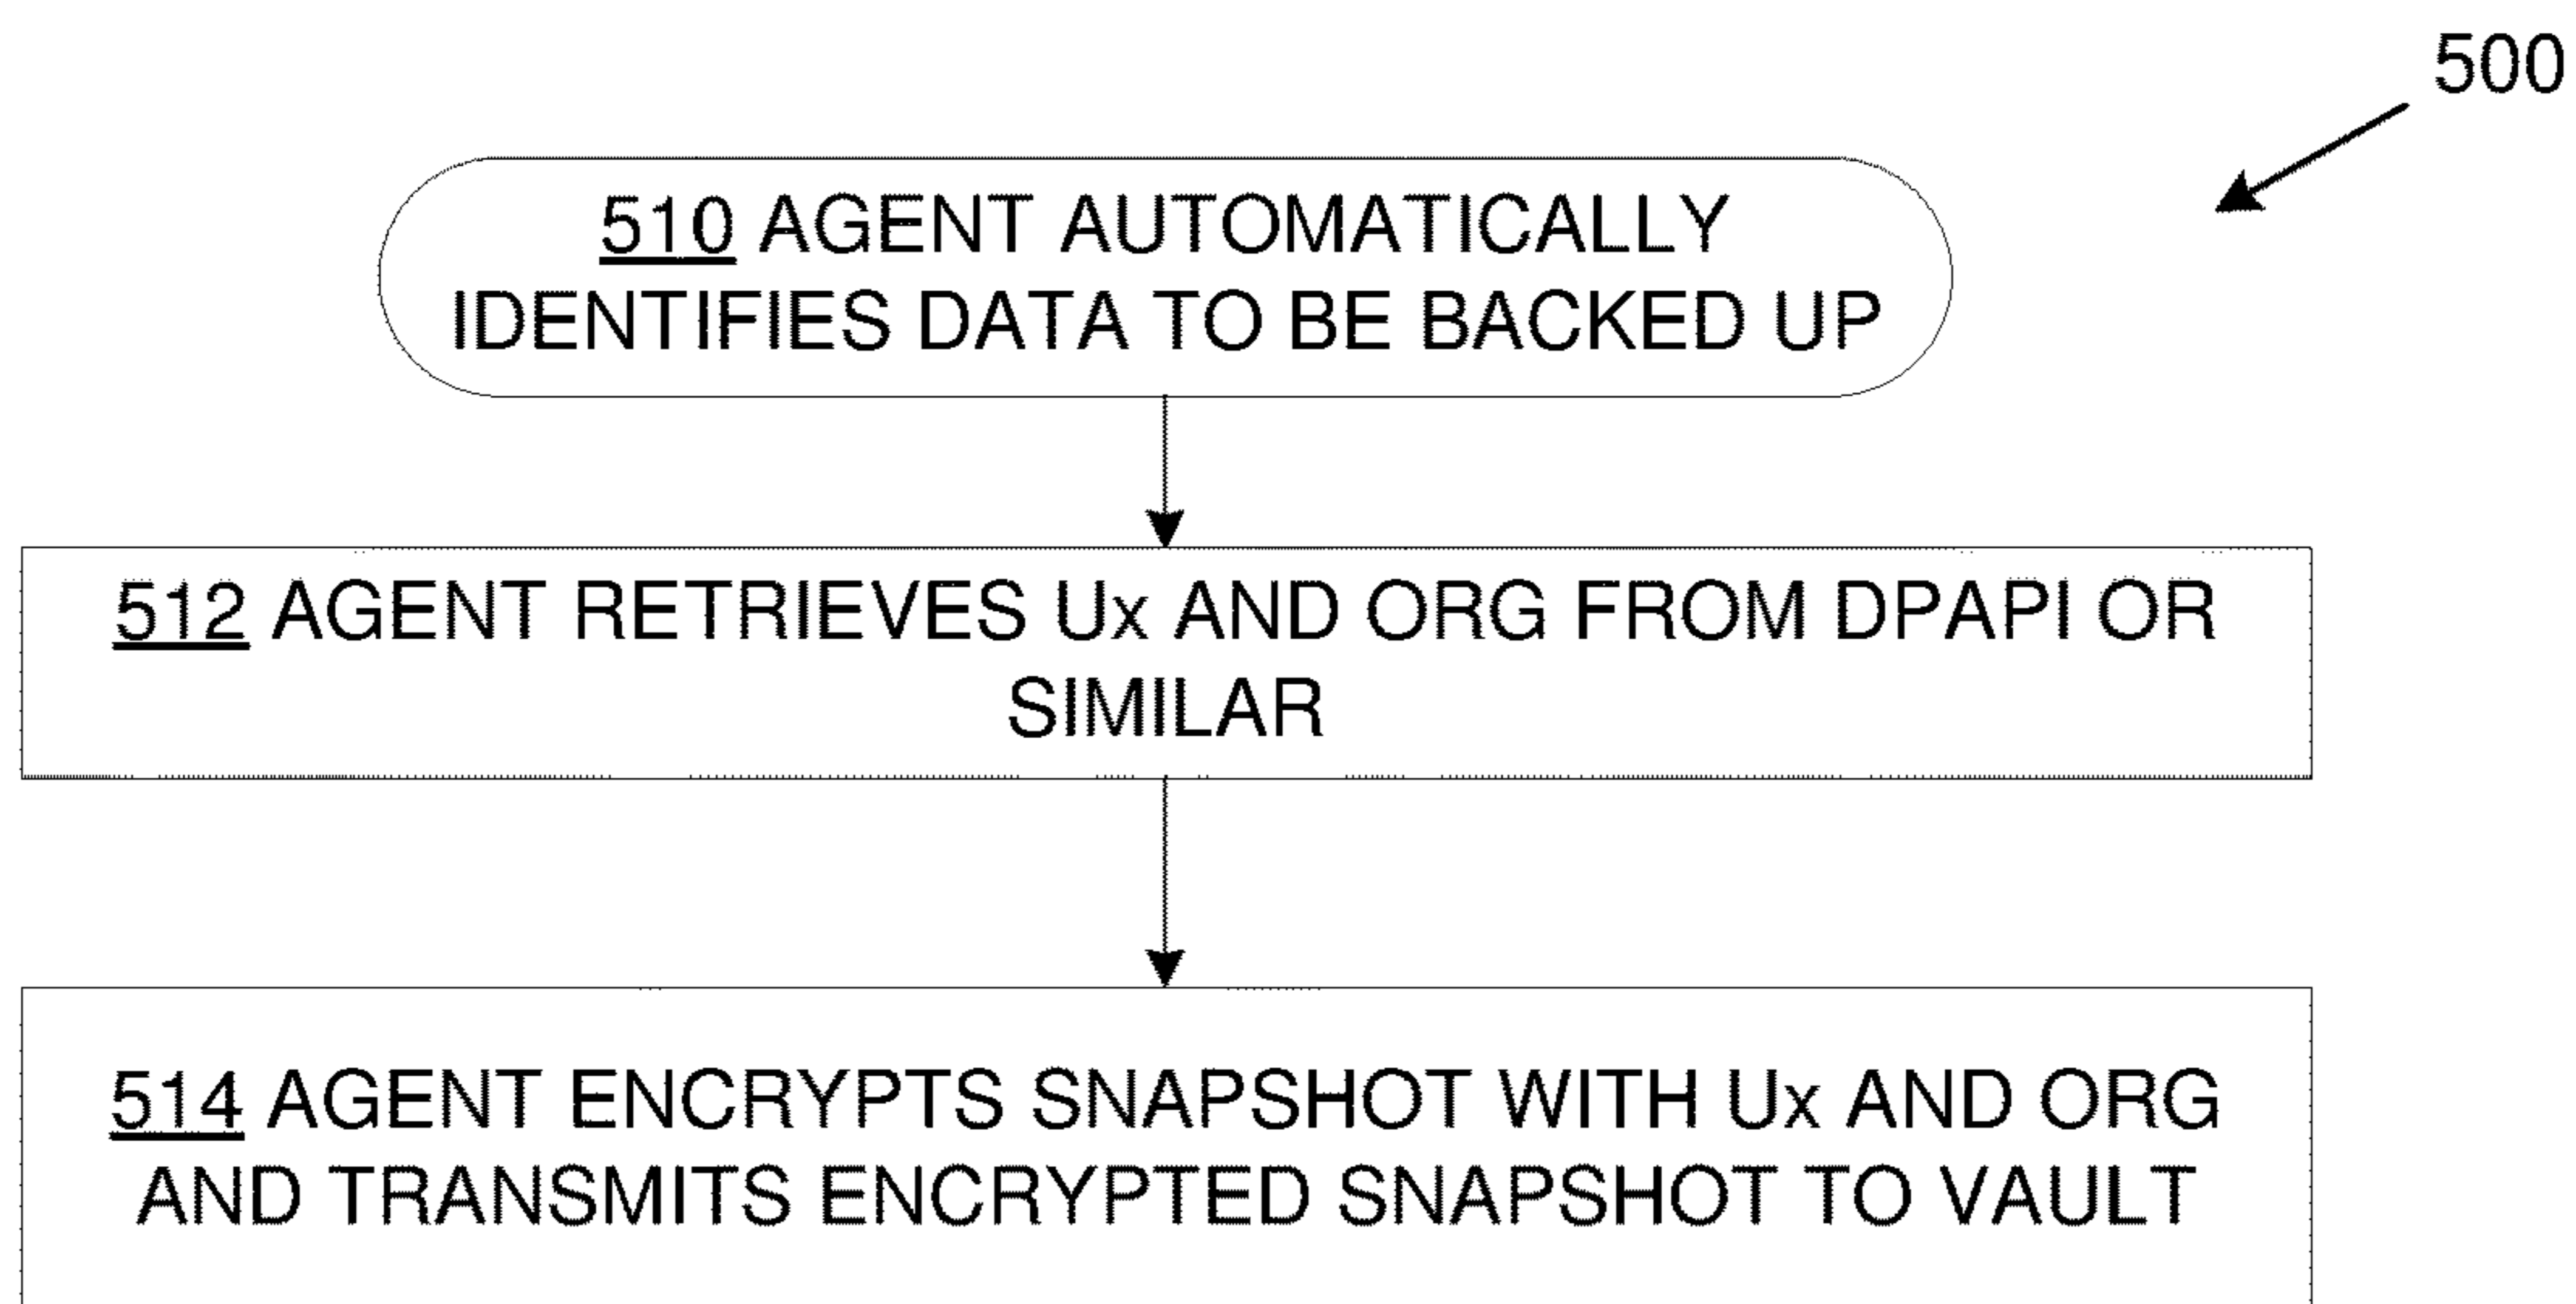 500
510 AGENT AUTOMATICALLY
IDENTIFIES DATA TO BE BACKED UP
512 AGENT RETRIEVES Ux AND ORG FROM DPAPI OR
SIMILAR
514 AGENT ENCRYPTS SNAPSHOT WITH Ux AND ORG
AND TRANSMITS ENCRYPTED SNAPSHOT TO VAULT